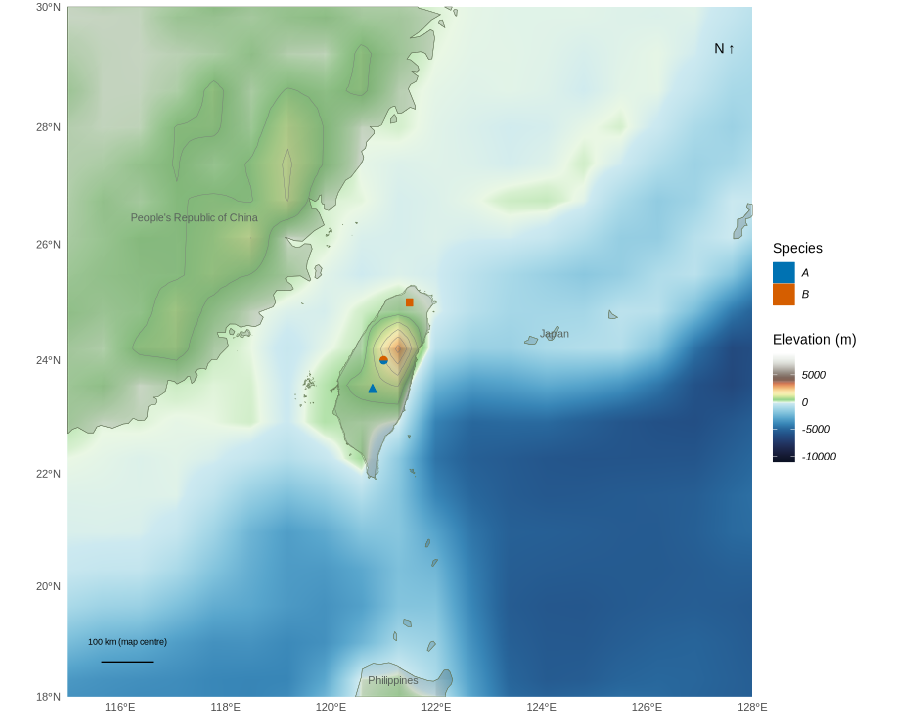 30°N
28°N
26°N
24°N
22°N
20°N
18°N
116°E
118°E
120°E
122°E
124°E
126°E
128°E
N ↑
People's Republic of China
Japan
Philippines
100 km (map centre)
Species
A
B
Elevation (m)
5000
0
-5000
-10000